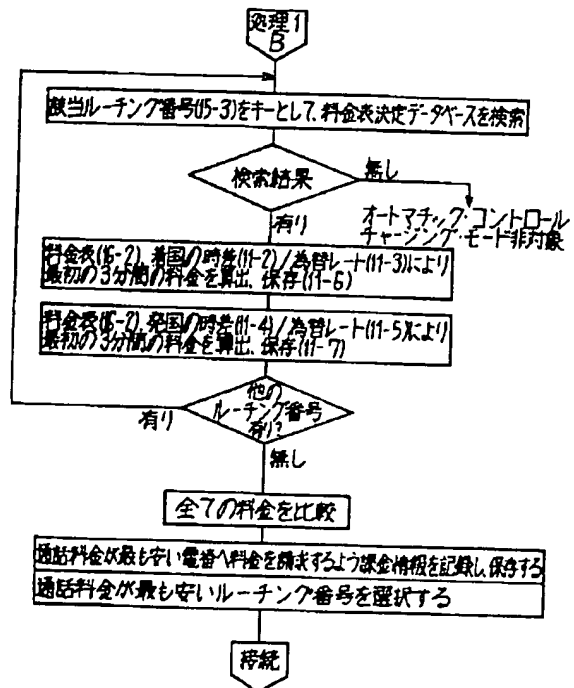 処理1
B
該当ルーチング番号(15-3)をキーとして、料金表決定データベースを検索
検索結果
無し
有り
オートマチック・コントロール
チャージング・モード非対象
料金表(16-2)、着国の時差(11-2)/為替レート(11-3)により
最初の3分間の料金を算出、保存(11-6)
料金表(16-2)、発国の時差(11-4)/為替レート(11-5)により
最初の3分間の料金を算出、保存(11-7)
他の
ルーチング番号
有り?
有り
無し
全ての料金を比較
通話料金が最も安い電番へ料金を請求するよう課金情報を記録し、保存する
通話料金が最も安いルーチング番号を選択する
接続